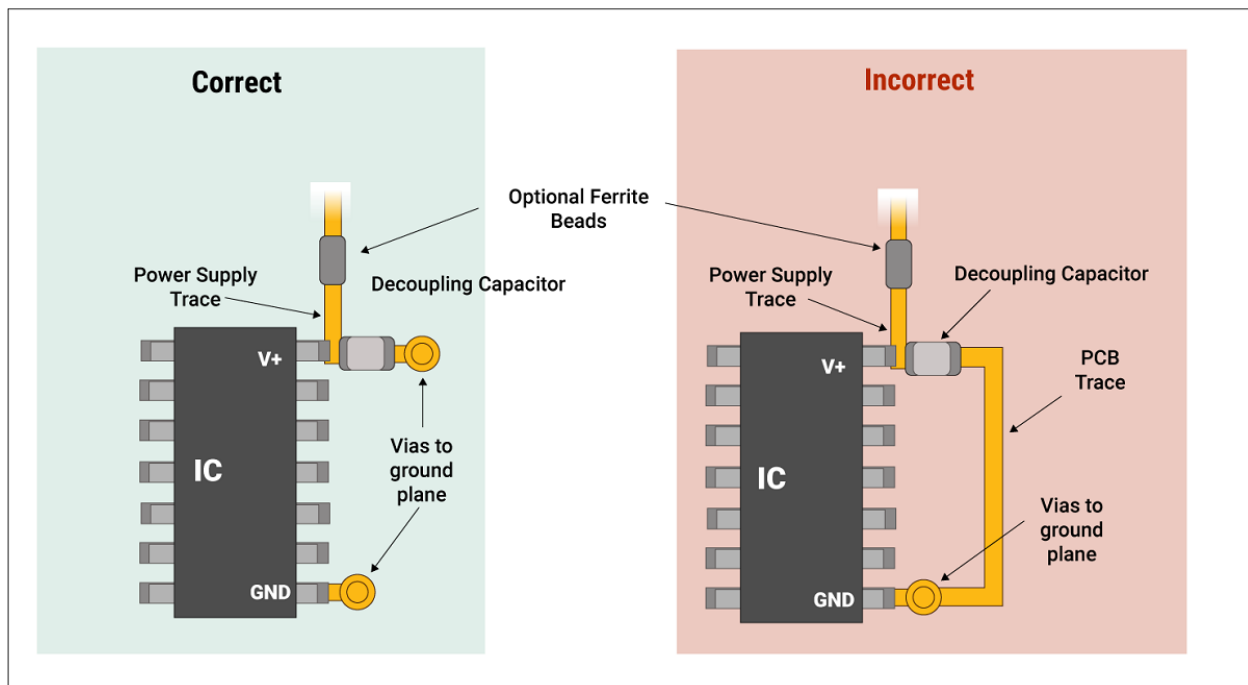 Correct
Optional Ferrite
Beads
Power Supply
Trace
Decoupling Capacitor
V+
IC
Vias to
ground
plane
GND
Incorrect
Power Supply
Trace
Decoupling Capacitor
V+
PCB
Trace
IC
Vias to
ground
plane
GND